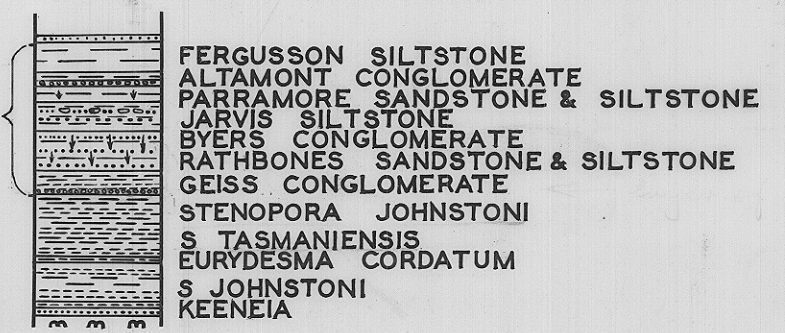 FERGUSSON SILTSTONE
ALTAMONT CONGLOMERATE
PARRAMORE SANDSTONE & SILTSTONE
JARVIS SILTSTONE
BYERS CONGLOMERATE
RATHBONES SANDSTONE & SILTSTONE
GEISS CONGLOMERATE
STENOPORA JOHNSTONI
S TASMANIENSIS
EURYDESMA CORDATUM
S JOHNSTONI
KEENEIA